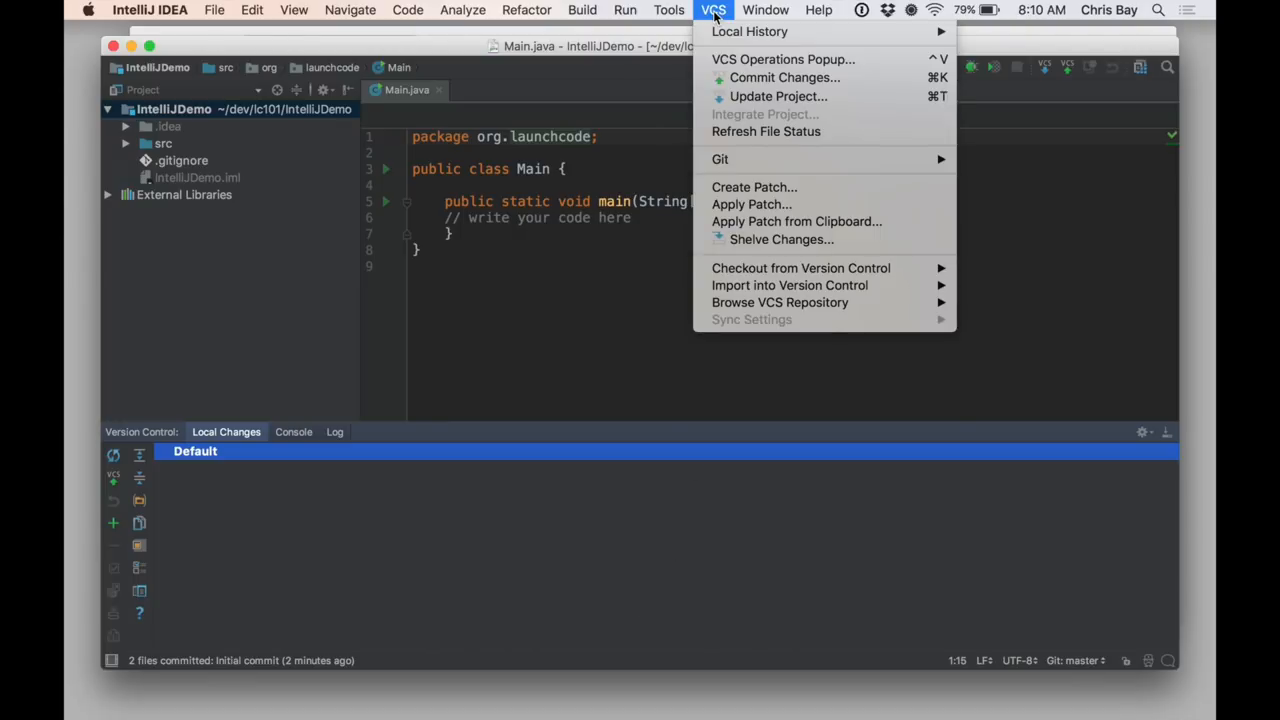 IntelliJ IDEA File Edit View Navigate Code Analyze Refactor Build Run Tools VCS Window Help 79% 8:10 AM Chris Bay
Main.java - IntelliJDemo - [~/dev/lc
IntelliJDemo src org launchcode Main VCS VCS
Project Main.java
IntelliJDemo ~/dev/lc101/IntelliJDemo
.idea
src
.gitignore
IntelliJDemo.iml
External Libraries
1 package org.launchcode;
2
3 public class Main {
4
5 public static void main(String[
6 // write your code here
7 }
8 }
9
Local History
VCS Operations Popup... ^V
Commit Changes... ⌘K
Update Project... ⌘T
Integrate Project...
Refresh File Status
Git
Create Patch...
Apply Patch...
Apply Patch from Clipboard...
Shelve Changes...
Checkout from Version Control
Import into Version Control
Browse VCS Repository
Sync Settings
Version Control: Local Changes Console Log
Default
VCS
2 files committed: Initial commit (2 minutes ago) 1:15 LF UTF-8 Git: master